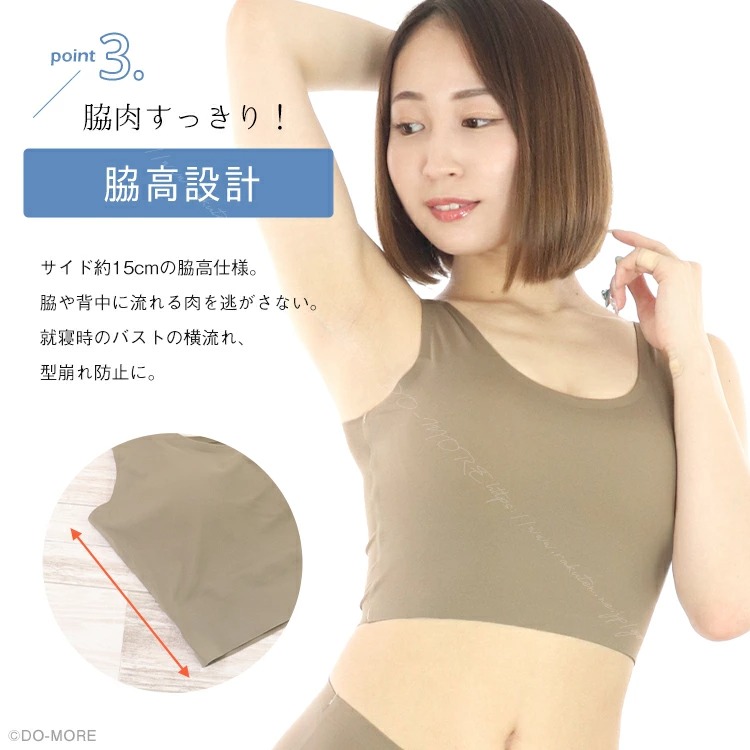 point 3.
脇肉すっきり！
脇高設計
サイド約15cmの脇高仕様。
脇や背中に流れる肉を逃がさない。
就寝時のバストの横流れ、
型崩れ防止に。
DO-MORE
©DO-MORE